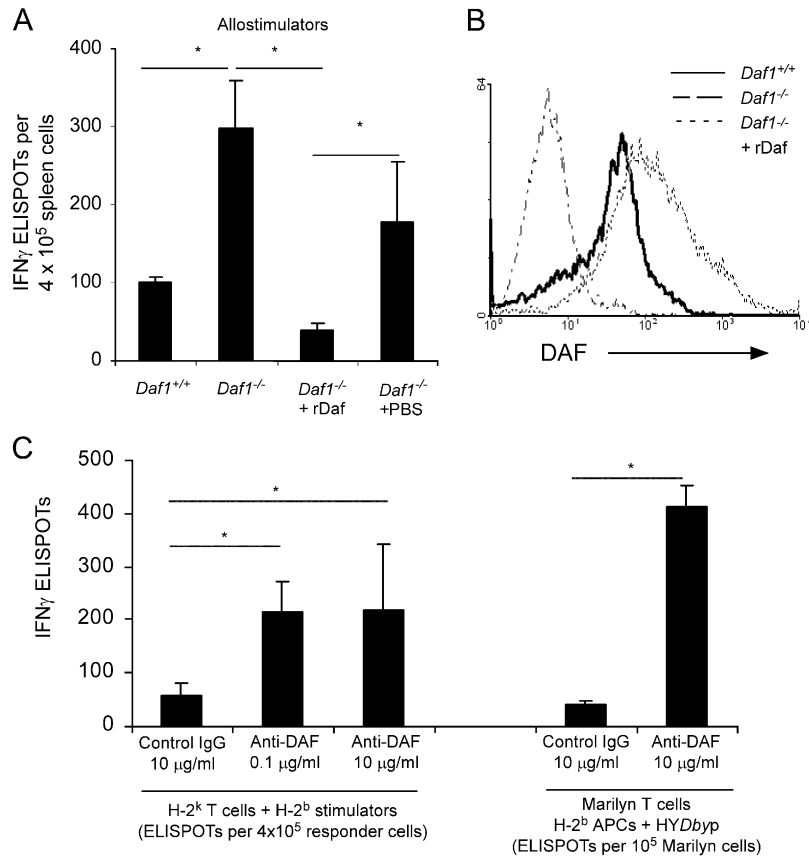 A
Allostimulators
IFNγ ELISPOTs per
4 x 10⁵ spleen cells
400
300
200
100
0
*
*
*
Daf1⁺/⁺
Daf1⁻/⁻
Daf1⁻/⁻
+ rDaf
Daf1⁻/⁻
+PBS
B
64
0
Daf1⁺/⁺
Daf1⁻/⁻
Daf1⁻/⁻
+ rDaf
10⁰
10¹
10²
10³
DAF
C
IFNγ ELISPOTs
500
400
300
200
100
0
*
*
*
Control IgG
10 μg/ml
Anti-DAF
0.1 μg/ml
Anti-DAF
10 μg/ml
Control IgG
10 μg/ml
Anti-DAF
10 μg/ml
H-2ᵏ T cells + H-2ᵇ stimulators
(ELISPOTs per 4x10⁵ responder cells)
Marilyn T cells
H-2ᵇ APCs + HYDbyp
(ELISPOTs per 10⁵ Marilyn cells)